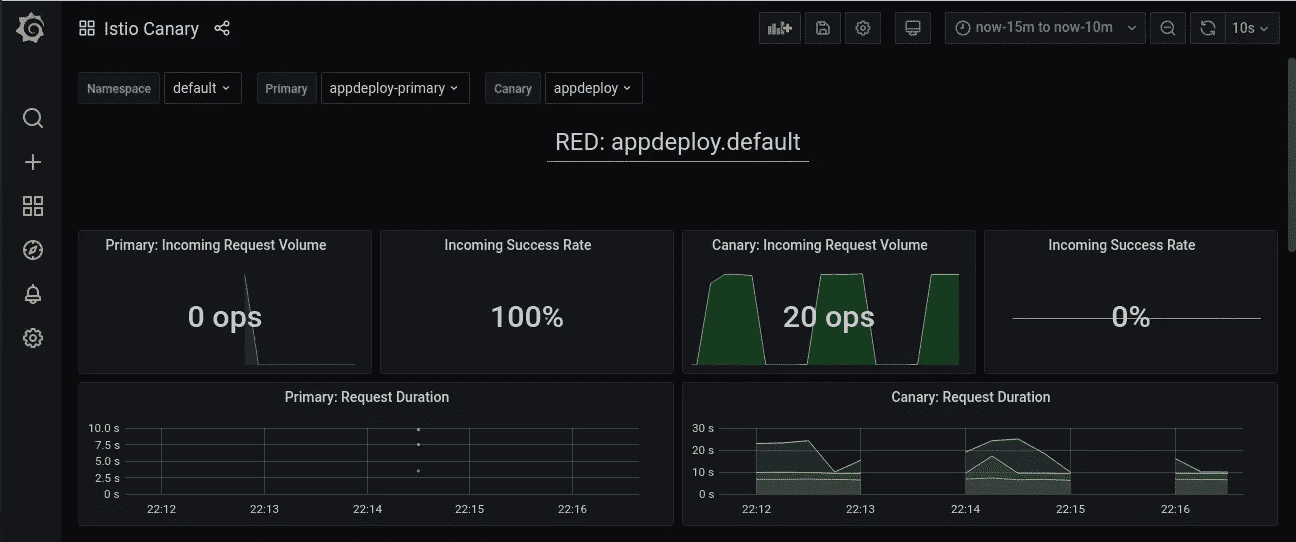 Istio Canary
now-15m to now-10m
10s
Namespace default Primary appdeploy-primary Canary appdeploy
RED: appdeploy.default
Primary: Incoming Request Volume
0 ops
Incoming Success Rate
100%
Canary: Incoming Request Volume
20 ops
Incoming Success Rate
0%
Primary: Request Duration
10.0 s
7.5 s
5.0 s
2.5 s
0 s
22:12 22:13 22:14 22:15 22:16
Canary: Request Duration
30 s
20 s
10 s
0 s
22:12 22:13 22:14 22:15 22:16